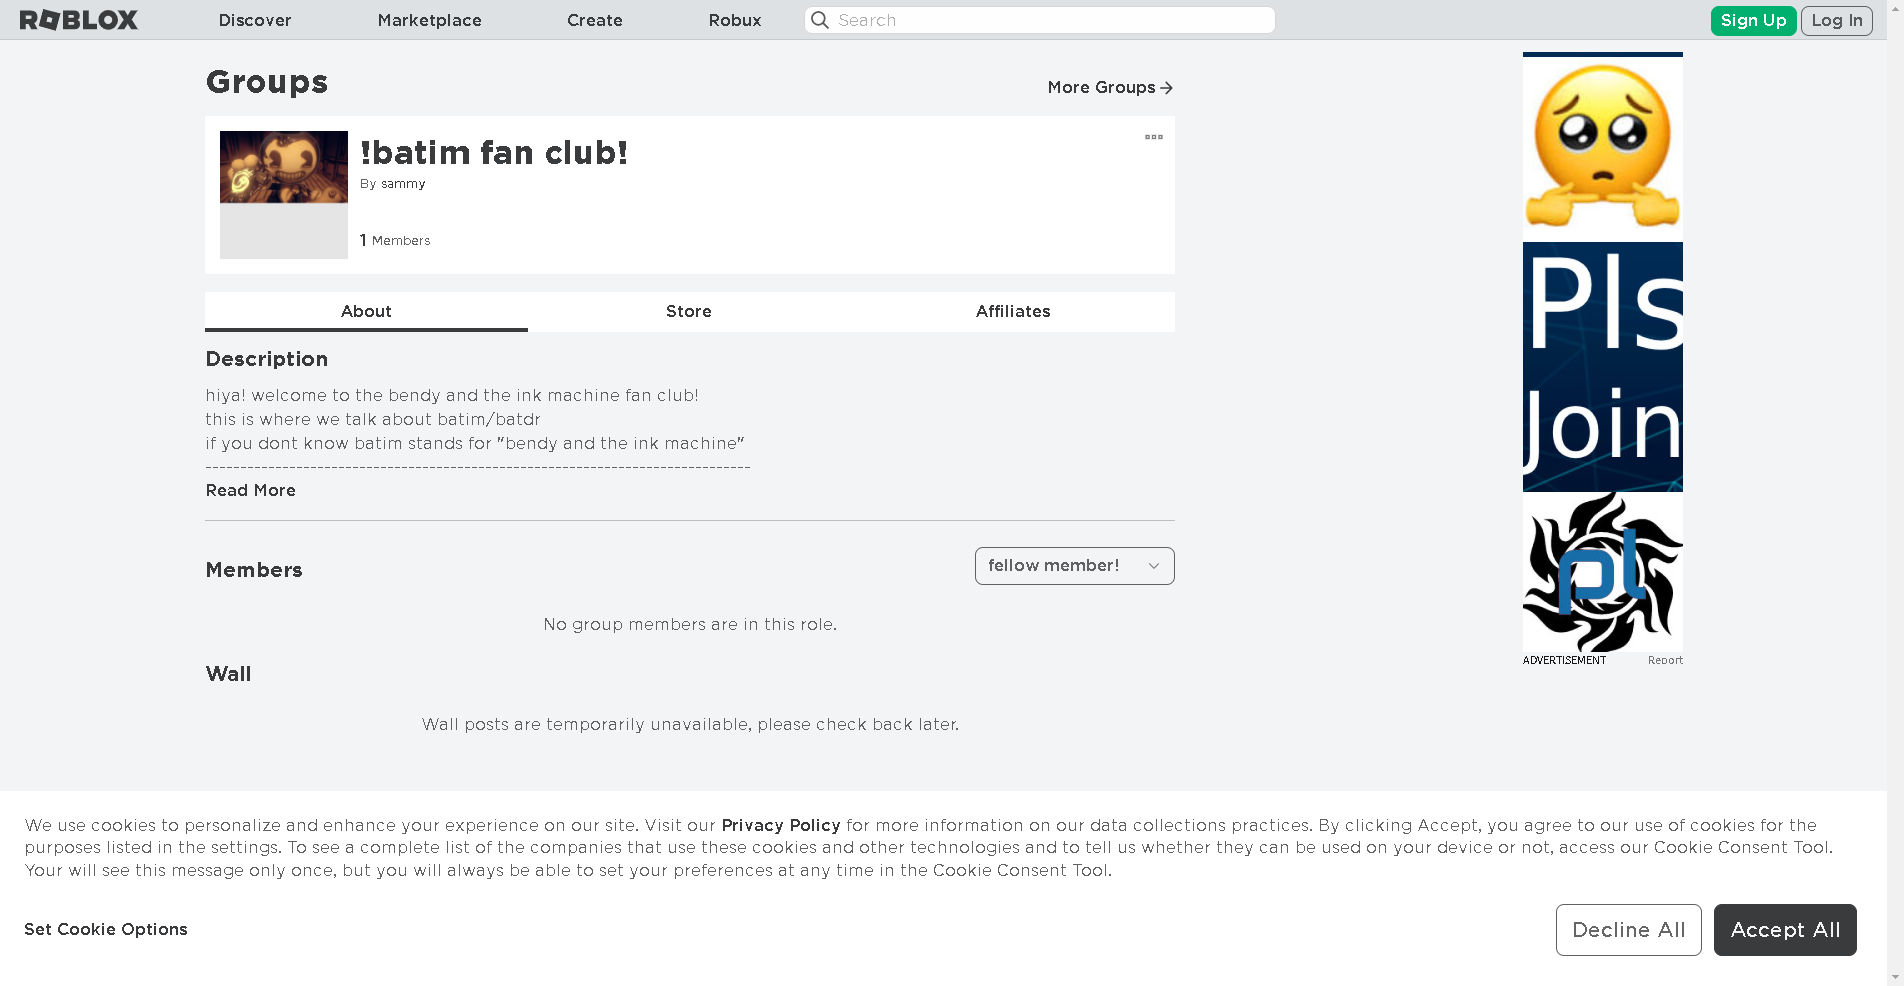 ROBLOX
Discover
Marketplace
Create
Robux
Search
Sign Up
Log In
Groups
More Groups
!batim fan club!
By sammy
1 Members
About
Store
Affiliates
Description
hiya! welcome to the bendy and the ink machine fan club!
this is where we talk about batim/batdr
if you dont know batim stands for "bendy and the ink machine"
------------------------------------------------------------------------------
Read More
Members
fellow member!
No group members are in this role.
Wall
Wall posts are temporarily unavailable, please check back later.
Pls
Join
pl
ADVERTISEMENT
Report
We use cookies to personalize and enhance your experience on our site. Visit our Privacy Policy for more information on our data collections practices. By clicking Accept, you agree to our use of cookies for the
purposes listed in the settings. To see a complete list of the companies that use these cookies and other technologies and to tell us whether they can be used on your device or not, access our Cookie Consent Tool.
Your will see this message only once, but you will always be able to set your preferences at any time in the Cookie Consent Tool.
Set Cookie Options
Decline All
Accept All